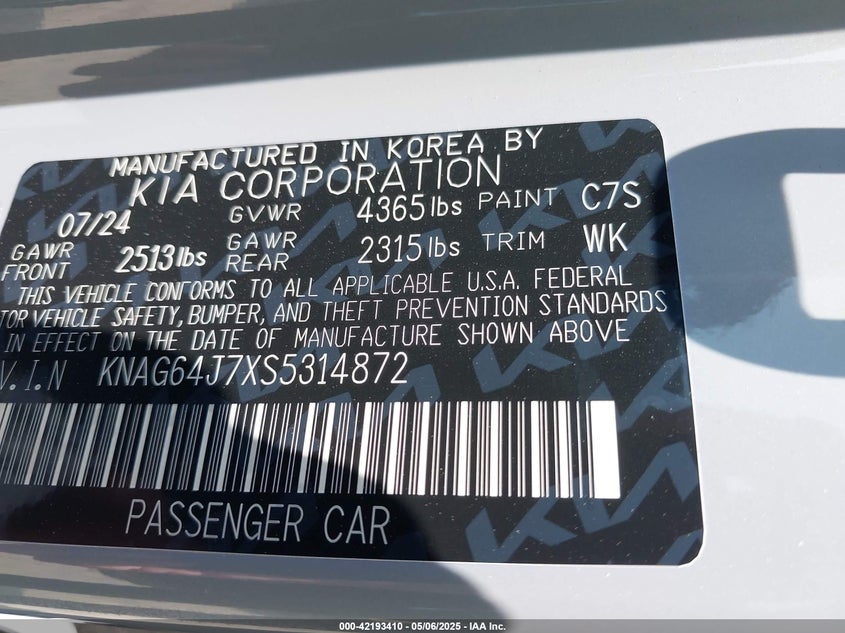 MANUFACTURED IN KOREA BY
KIA CORPORATION
07/24 GVWR 4365 lbs PAINT C7S
GAWR FRONT 2513 lbs GAWR REAR 2315 lbs TRIM WK
THIS VEHICLE CONFORMS TO ALL APPLICABLE U.S.A. FEDERAL
TOR VEHICLE SAFETY, BUMPER, AND THEFT PREVENTION STANDARDS
IN EFFECT ON THE DATE OF MANUFACTURE SHOWN ABOVE
V.I.N KNAG64J7XS5314872
PASSENGER CAR
000-42193410 - 05/06/2025 - IAA Inc.